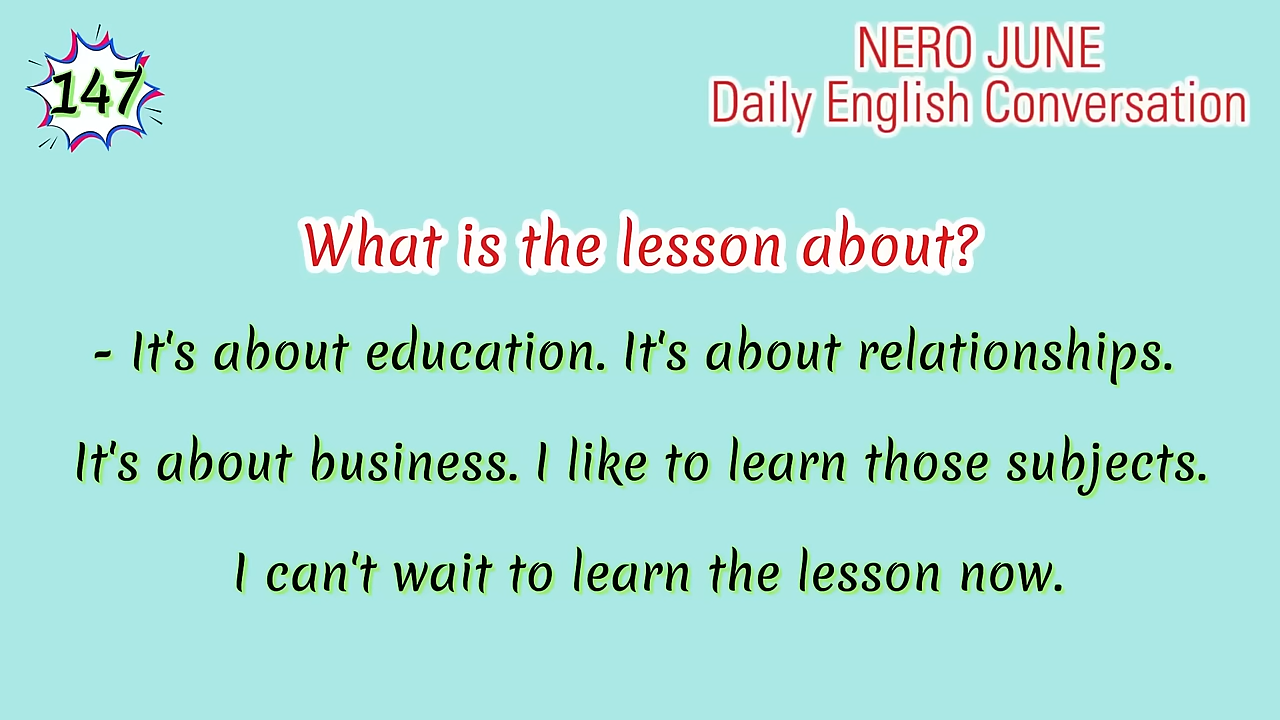 147
NERO JUNE
Daily English Conversation
What is the lesson about?
- It's about education. It's about relationships.
It's about business. I like to learn those subjects.
I can't wait to learn the lesson now.